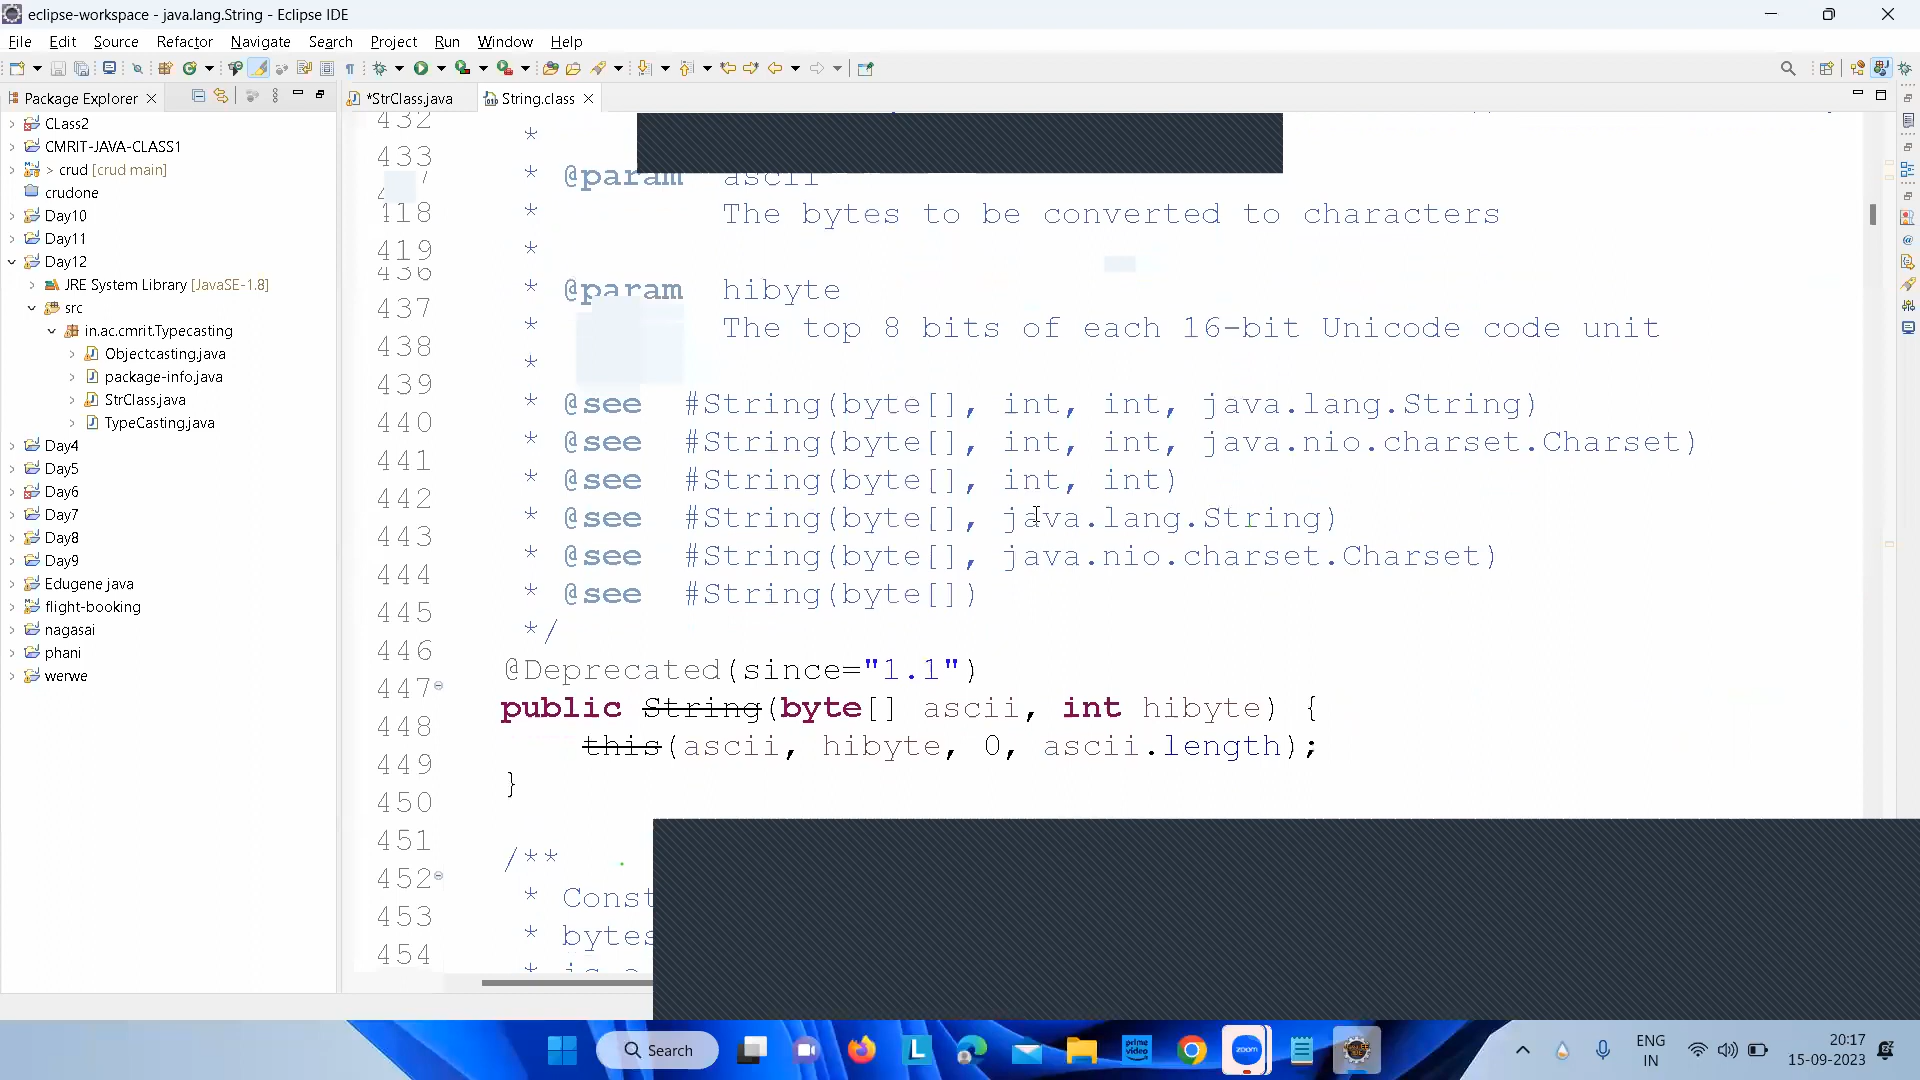 eclipse-workspace - java.lang.String - Eclipse IDE
File Edit Source Refactor Navigate Search Project Run Window Help
Package Explorer
*StrClass.java
String.class
CLass2
CMRIT-JAVA-CLASS1
> crud [crud main]
crudone
Day10
Day11
Day12
JRE System Library [JavaSE-1.8]
src
in.ac.cmrit.Typecasting
Objectcasting.java
package-info.java
StrClass.java
TypeCasting.java
Day4
Day5
Day6
Day7
Day8
Day9
Edugene java
flight-booking
nagasai
phani
werwe
432
433 *
* @param ascii
418 * The bytes to be converted to characters
419 *
436
437 * @param hibyte
438 * The top 8 bits of each 16-bit Unicode code unit
439 *
440 * @see #String(byte[], int, int, java.lang.String)
441 * @see #String(byte[], int, int, java.nio.charset.Charset)
442 * @see #String(byte[], int, int)
443 * @see #String(byte[], java.lang.String)
444 * @see #String(byte[], java.nio.charset.Charset)
445 * @see #String(byte[])
446 */
447 @Deprecated(since="1.1")
448 public String(byte[] ascii, int hibyte) {
449 this(ascii, hibyte, 0, ascii.length);
450 }
451
452 /**
453 * Const
454 * bytes
Search
prime video
zoom
ENG
IN
20:17
15-09-2023